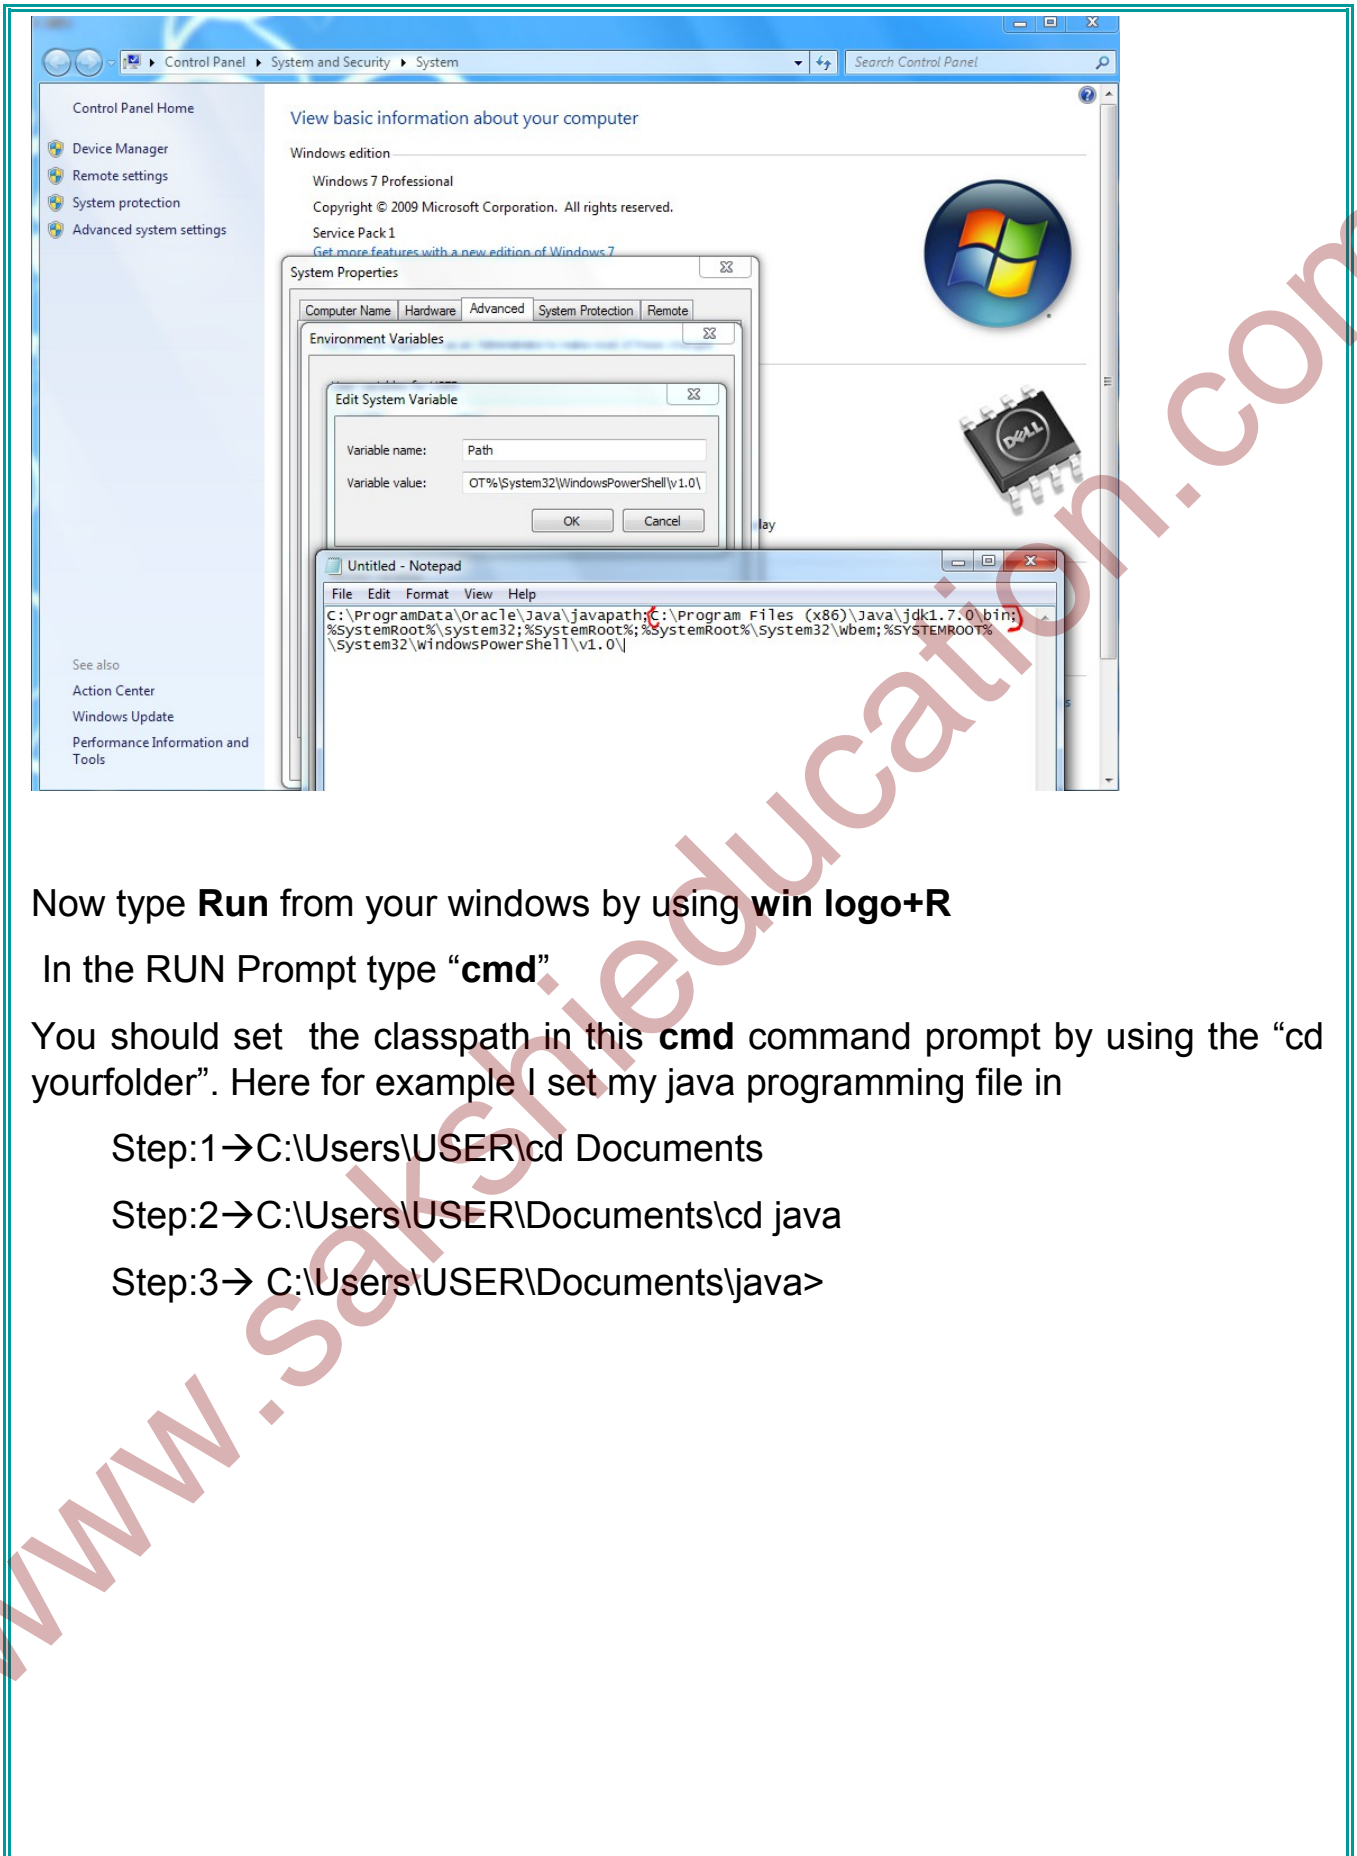 Control Panel ▸ System and Security ▸ System
Search Control Panel
Control Panel Home
Device Manager
Remote settings
System protection
Advanced system settings
View basic information about your computer
Windows edition
Windows 7 Professional
Copyright © 2009 Microsoft Corporation. All rights reserved.
Service Pack 1
Get more features with a new edition of Windows 7
System Properties
Computer Name Hardware Advanced System Protection Remote
Environment Variables
Edit System Variable
Variable name: Path
Variable value: OT%\System32\WindowsPowerShell\v1.0\
OK Cancel
DELL
lay
Untitled - Notepad
File Edit Format View Help
C:\ProgramData\Oracle\Java\javapath;C:\Program Files (x86)\Java\jdk1.7.0\bin;
%SystemRoot%\system32;%SystemRoot%;%SystemRoot%\System32\Wbem;%SYSTEMROOT%
\System32\WindowsPowerShell\v1.0\
See also
Action Center
Windows Update
Performance Information and
Tools
Now type Run from your windows by using win logo+R
In the RUN Prompt type “cmd”
You should set the classpath in this cmd command prompt by using the “cd
yourfolder”. Here for example I set my java programming file in
Step:1→C:\Users\USER\cd Documents
Step:2→C:\Users\USER\Documents\cd java
Step:3→ C:\Users\USER\Documents\java>
www.sakshieducation.com